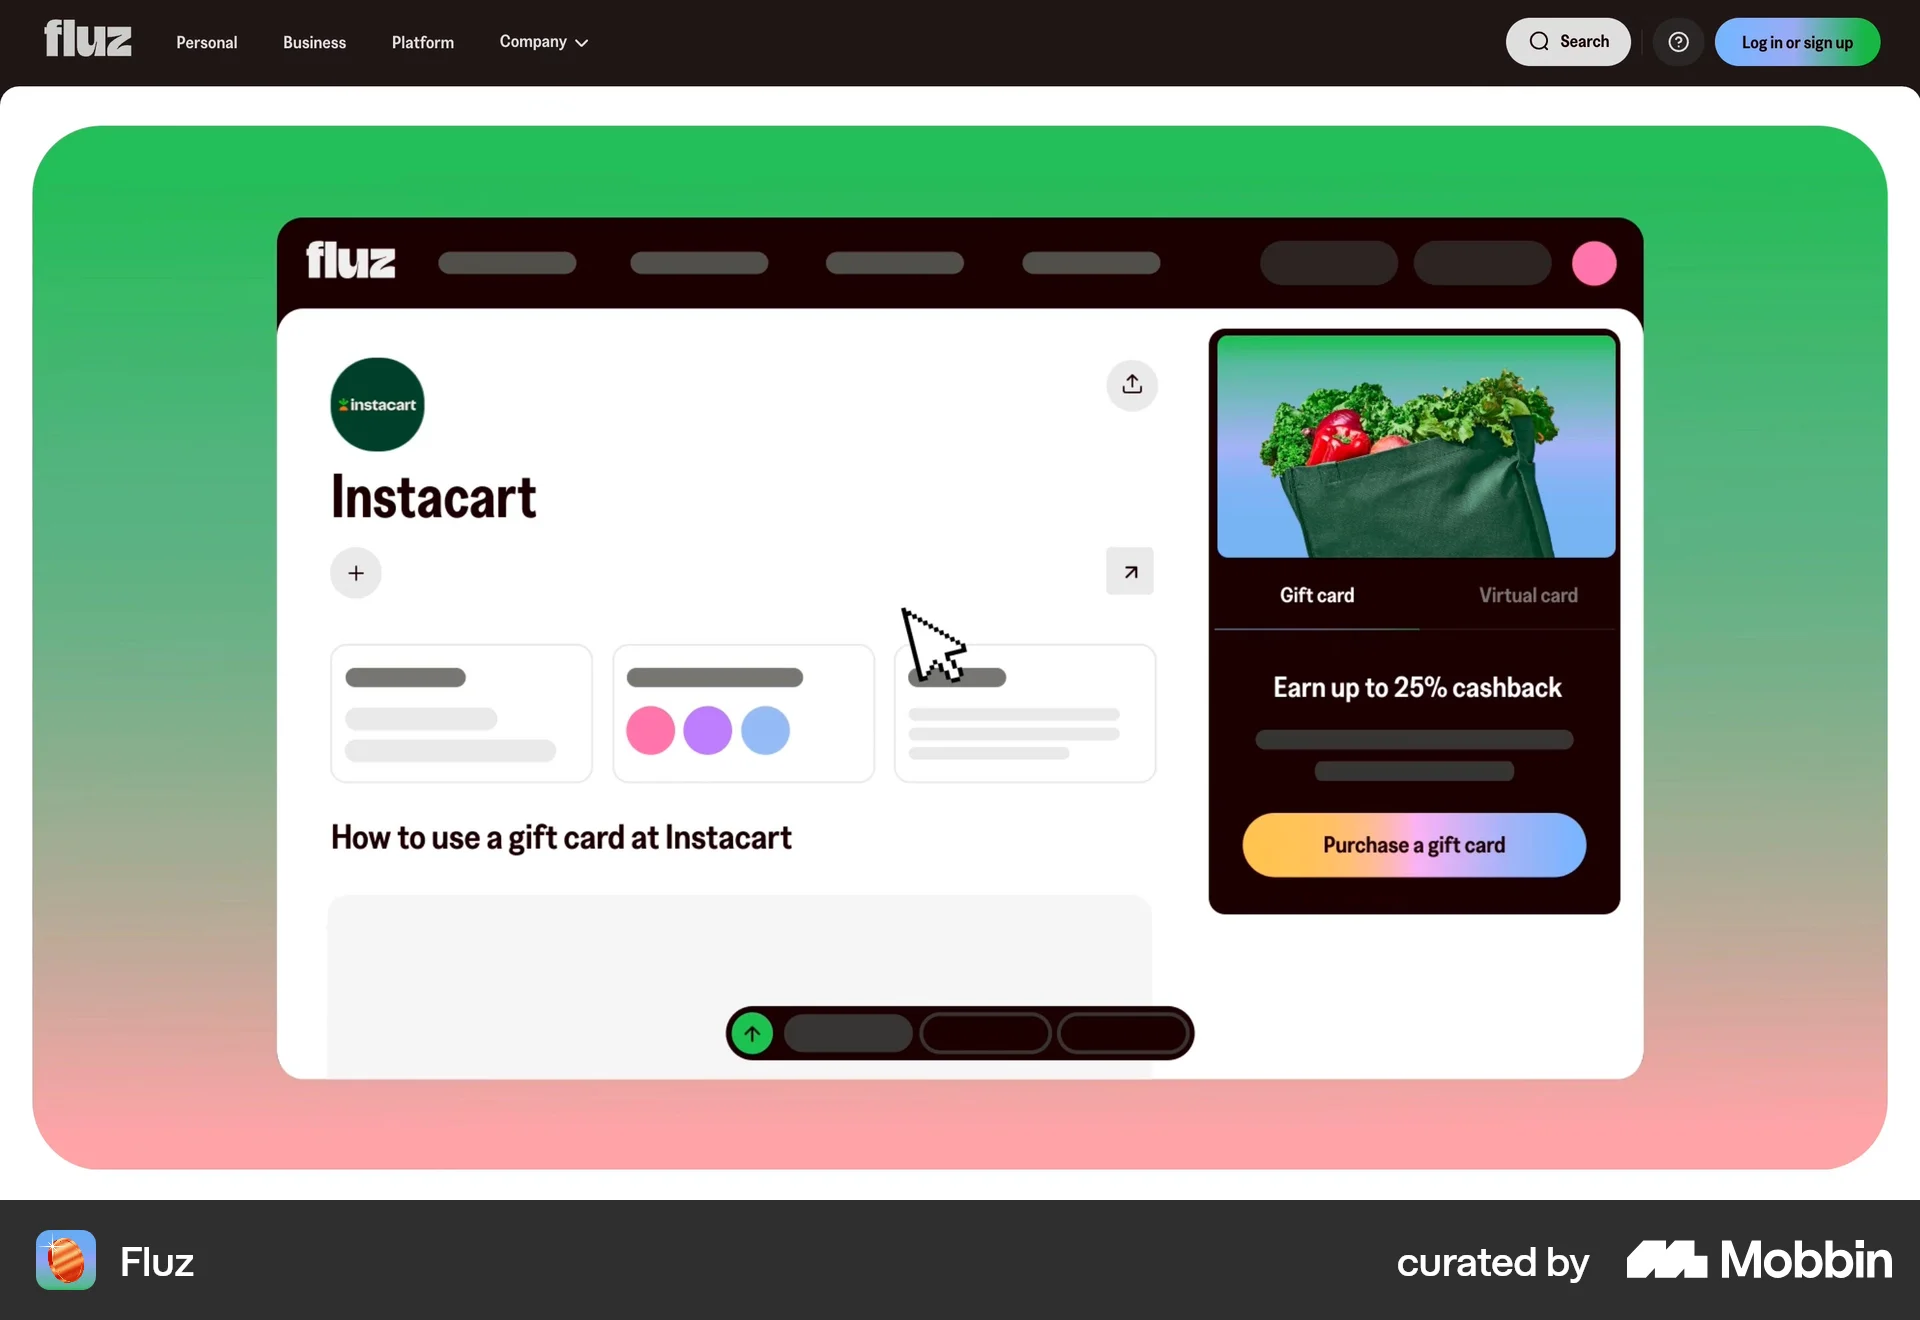 fluz
Personal
Business
Platform
Company
Search
Log in or sign up
fluz
instacart
Instacart
Gift card
Virtual card
Earn up to 25% cashback
Purchase a gift card
How to use a gift card at Instacart
Fluz
curated by
Mobbin